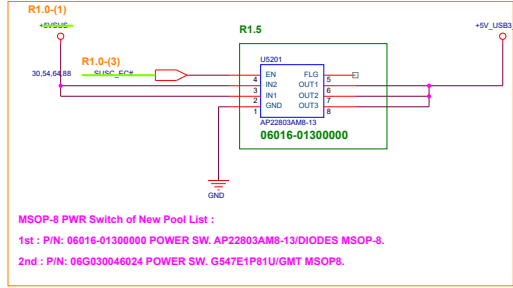 R1.0-(1)
+5VSUS
+5V_USB3
R1.5
R1.0-(3)
U5201
30,54,64,88
SUSC_EC#
EN
FLG
4
5
IN2
OUT1
3
6
IN1
OUT2
2
7
GND
OUT3
1
8
AP22803AM8-13
06016-01300000
GND
MSOP-8 PWR Switch of New Pool List :
1st : P/N: 06016-01300000 POWER SW. AP22803AM8-13/DIODES MSOP-8.
2nd : P/N: 06G030046024 POWER SW. G547E1P81U/GMT MSOP8.